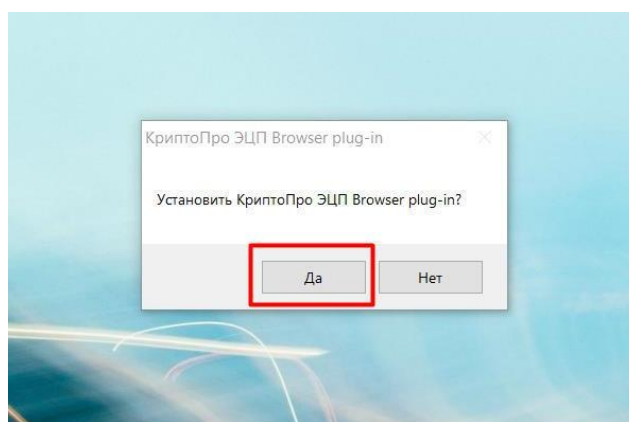 КриптоПро ЭЦП Browser plug-in
Установить КриптоПро ЭЦП Browser plug-in?
Да
Нет